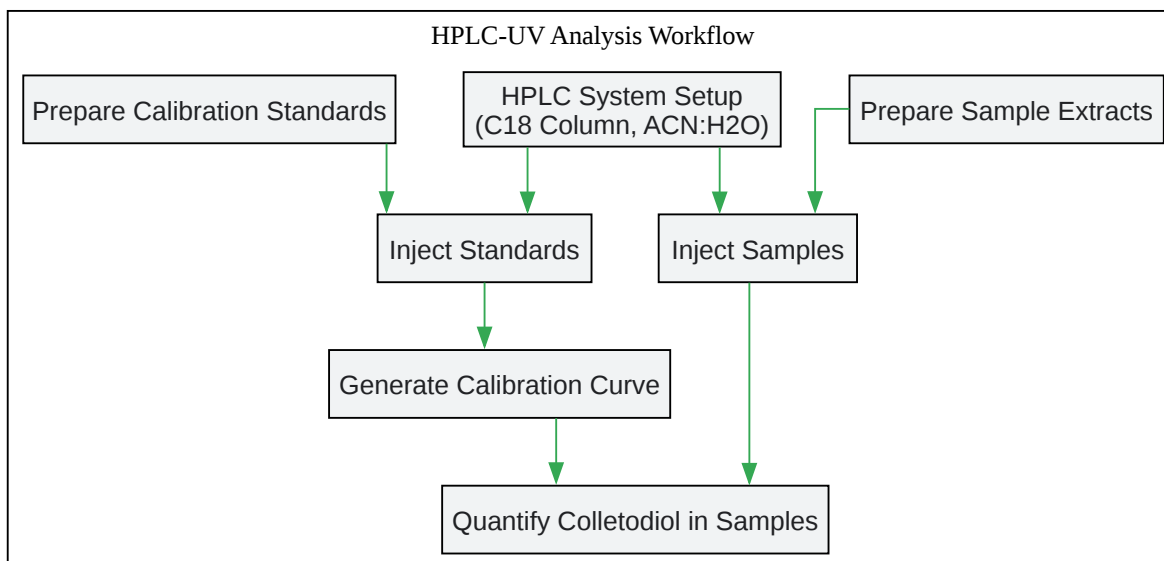 HPLC-UV Analysis Workflow
Prepare Calibration Standards
HPLC System Setup
(C18 Column, ACN:H2O)
Prepare Sample Extracts
Inject Standards
Inject Samples
Generate Calibration Curve
Quantify Colletodiol in Samples